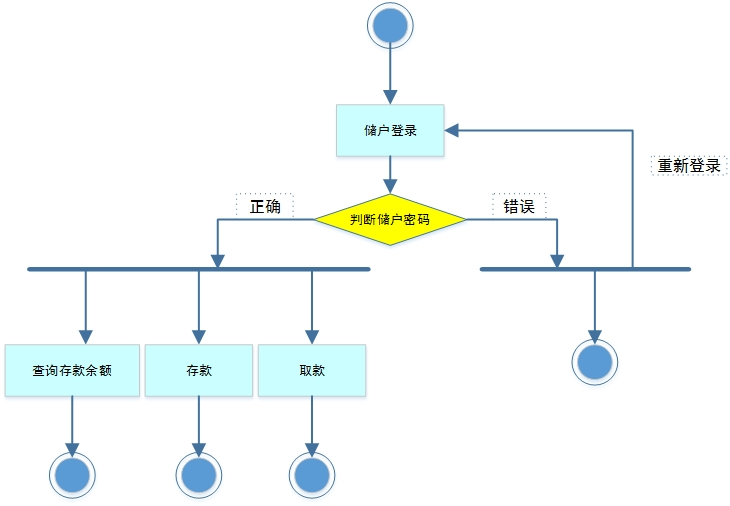 储户登录
重新登录
正确
判断储户密码
错误
查询存款余额
存款
取款